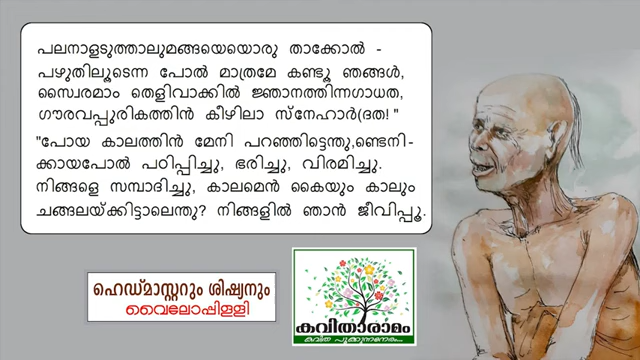 പലനാളടുത്താലുമങ്ങയെയൊരു താക്കോൽ -
പഴുതിലൂടെന്ന പോൽ മാത്രമേ കണ്ടൂ ഞങ്ങൾ,
സ്വൈരമാം തെളിവാക്കിൽ ജ്ഞാനത്തിന്നഗാധത,
ഗൗരവപ്പുരികത്തിൻ കീഴിലാ സ്നേഹാർദ്രത! "
"പോയ കാലത്തിൻ മേനി പറഞ്ഞിട്ടെന്തു,ണ്ടെനി-
ക്കായപോൽ പഠിപ്പിച്ചു, ഭരിച്ചു, വിരമിച്ചു.
നിങ്ങളെ സമ്പാദിച്ചു, കാലമെൻ കൈയും കാലും
ചങ്ങലയ്ക്കിട്ടാലെന്തു? നിങ്ങളിൽ ഞാൻ ജീവിപ്പൂ.
ഹെഡ്മാസ്റ്ററും ശിഷ്യനും
വൈലോപ്പിള്ളി
കവിതാരാമം
കവിത പൂക്കുന്നനേരം...